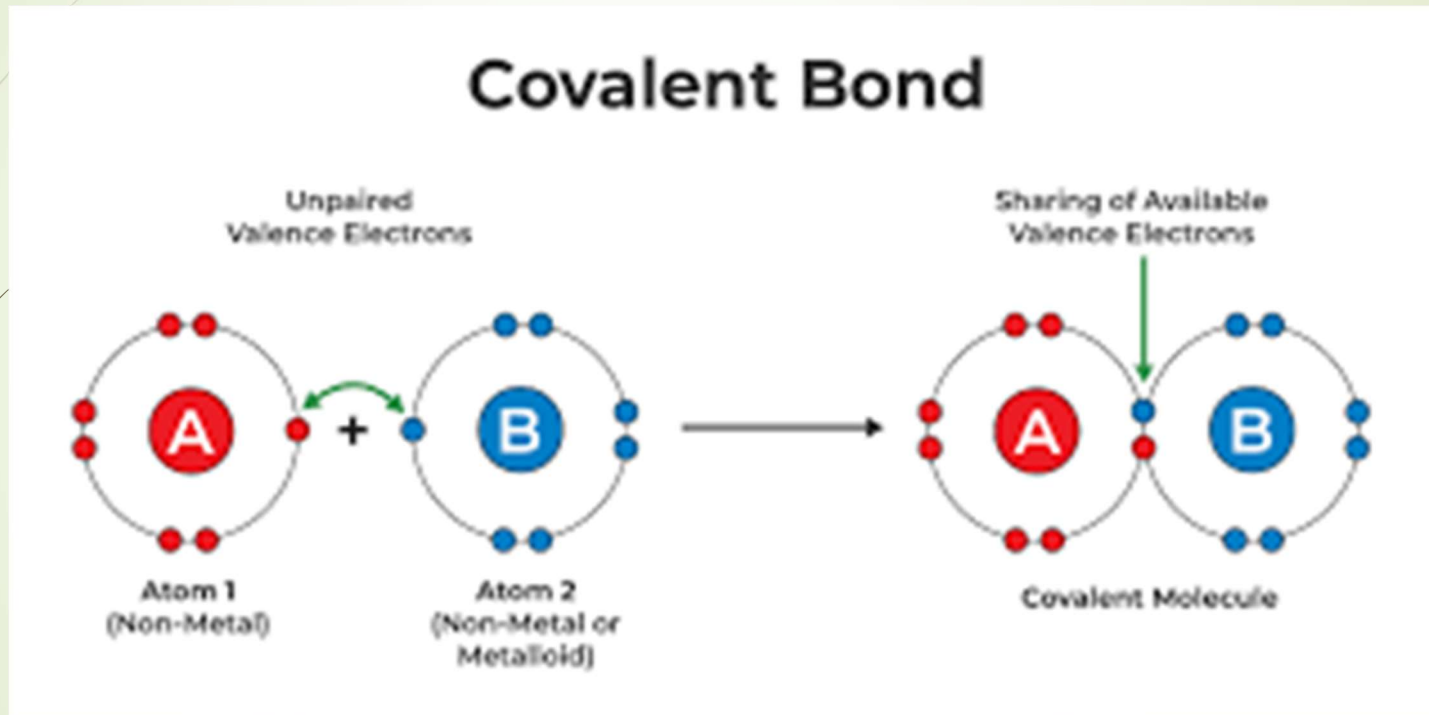 Covalent Bond
Unpaired
Valence Electrons
Sharing of Available
Valence Electrons
A
+
B
A
B
Atom 1
(Non-Metal)
Atom 2
(Non-Metal or
Metalloid)
Covalent Molecule